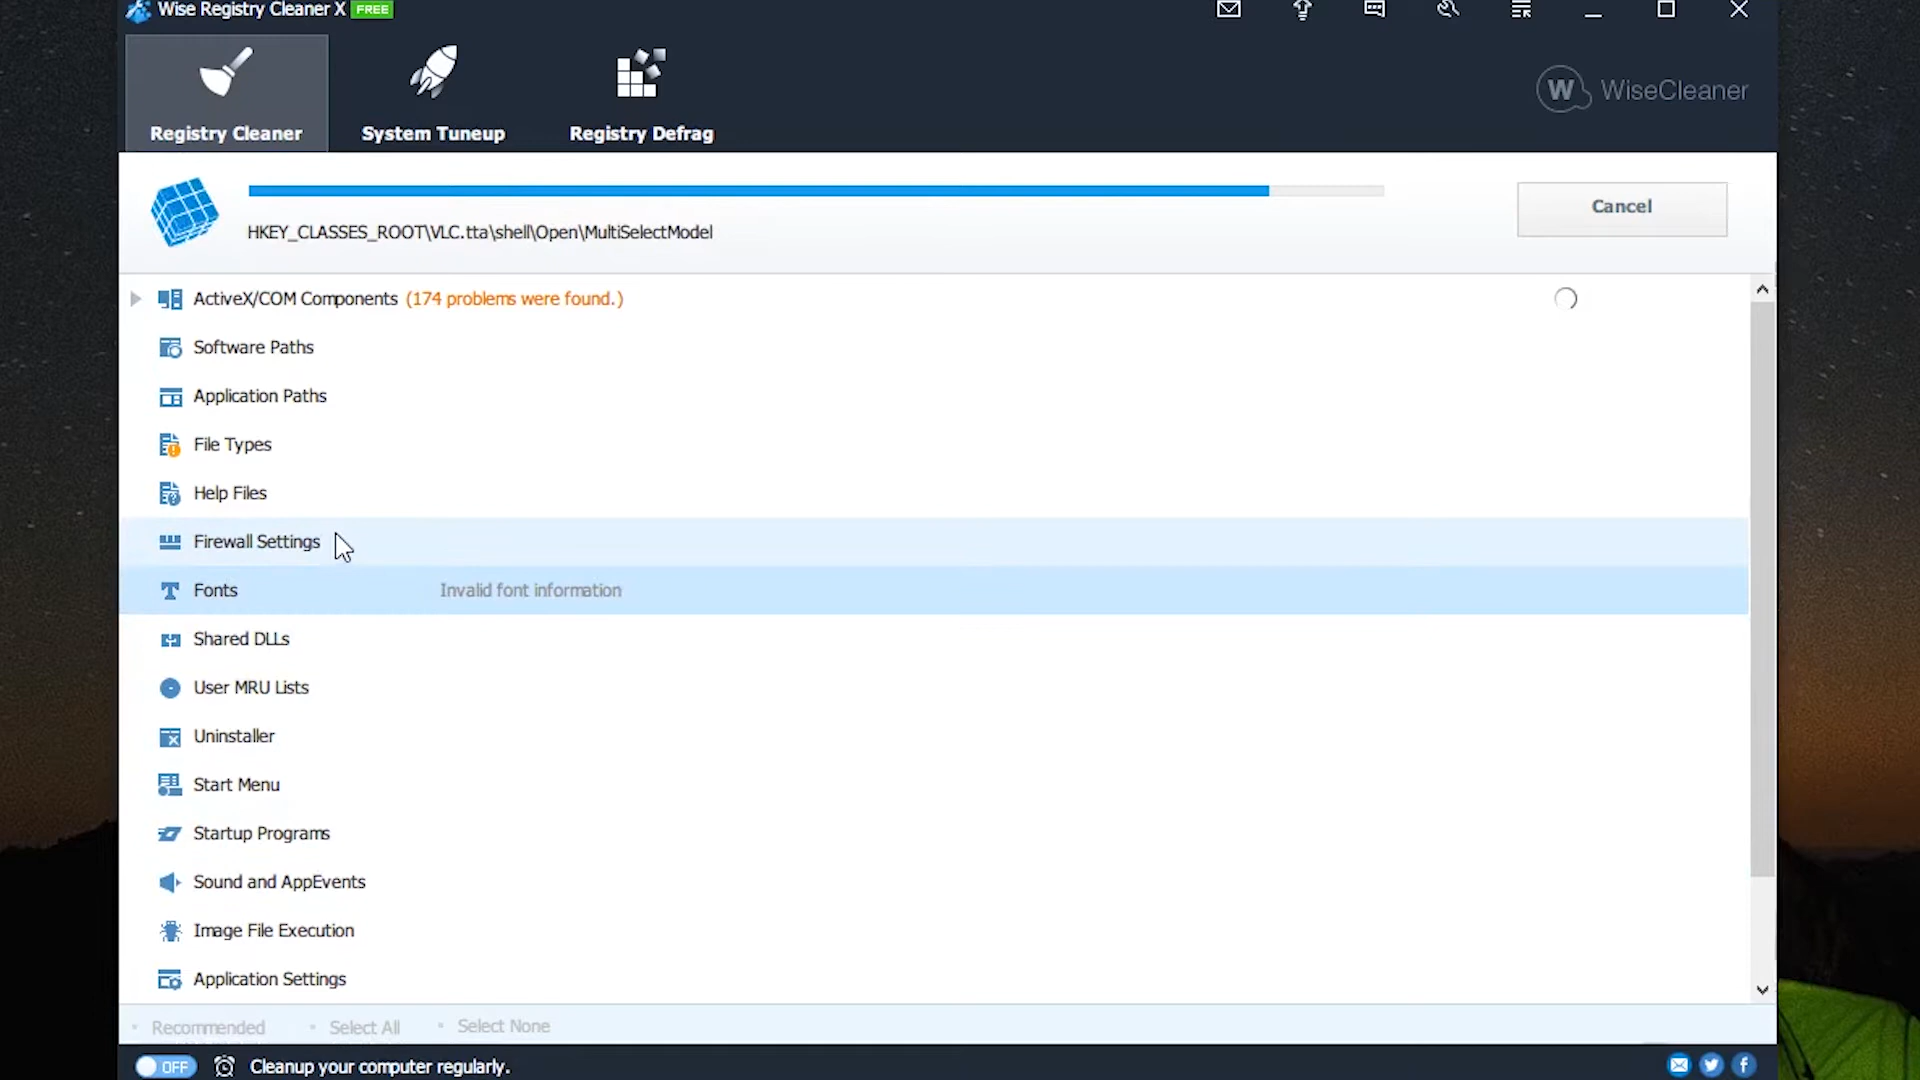 Wise Registry Cleaner X FREE
Registry Cleaner
System Tuneup
Registry Defrag
W WiseCleaner
HKEY_CLASSES_ROOT\VLC.tta\shell\Open\MultiSelectModel
Cancel
ActiveX/COM Components (174 problems were found.)
Software Paths
Application Paths
File Types
Help Files
Firewall Settings
Fonts Invalid font information
Shared DLLs
User MRU Lists
Uninstaller
Start Menu
Startup Programs
Sound and AppEvents
Image File Execution
Application Settings
Recommended Select All Select None
OFF Cleanup your computer regularly.